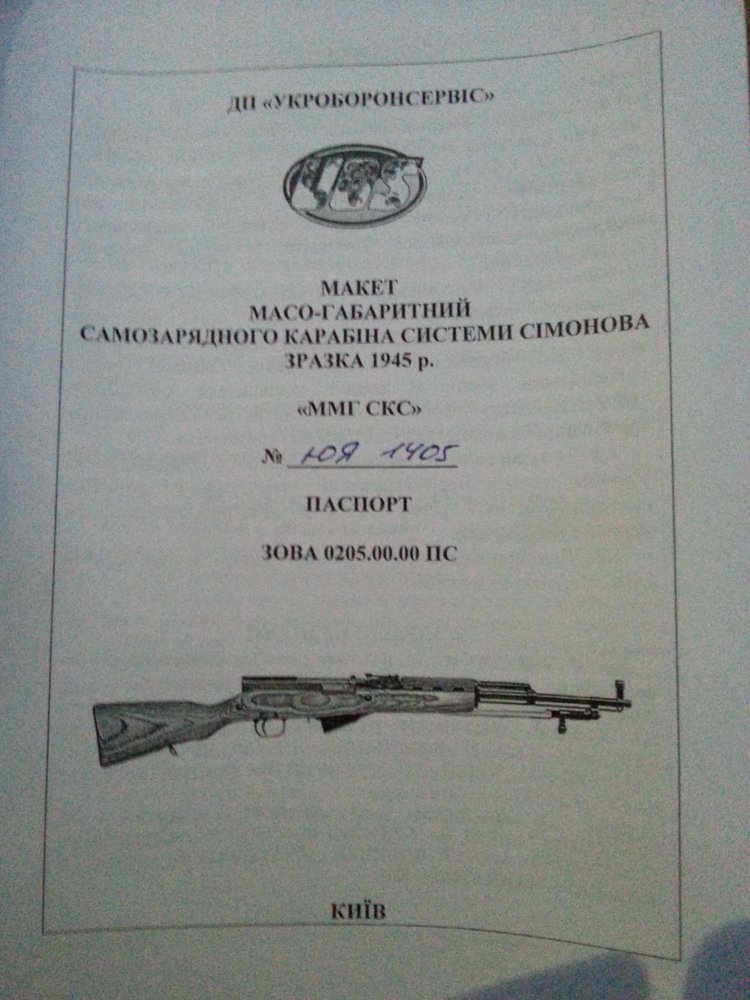 ДП «УКРОБОРОНСЕРВІС»
МАКЕТ
МАСО-ГАБАРИТНИЙ
САМОЗАРЯДНОГО КАРАБІНА СИСТЕМИ СІМОНОВА
ЗРАЗКА 1945 р.
«ММГ СКС»
№ ЮЯ 1405
ПАСПОРТ
ЗОВА 0205.00.00 ПС
КИЇВ